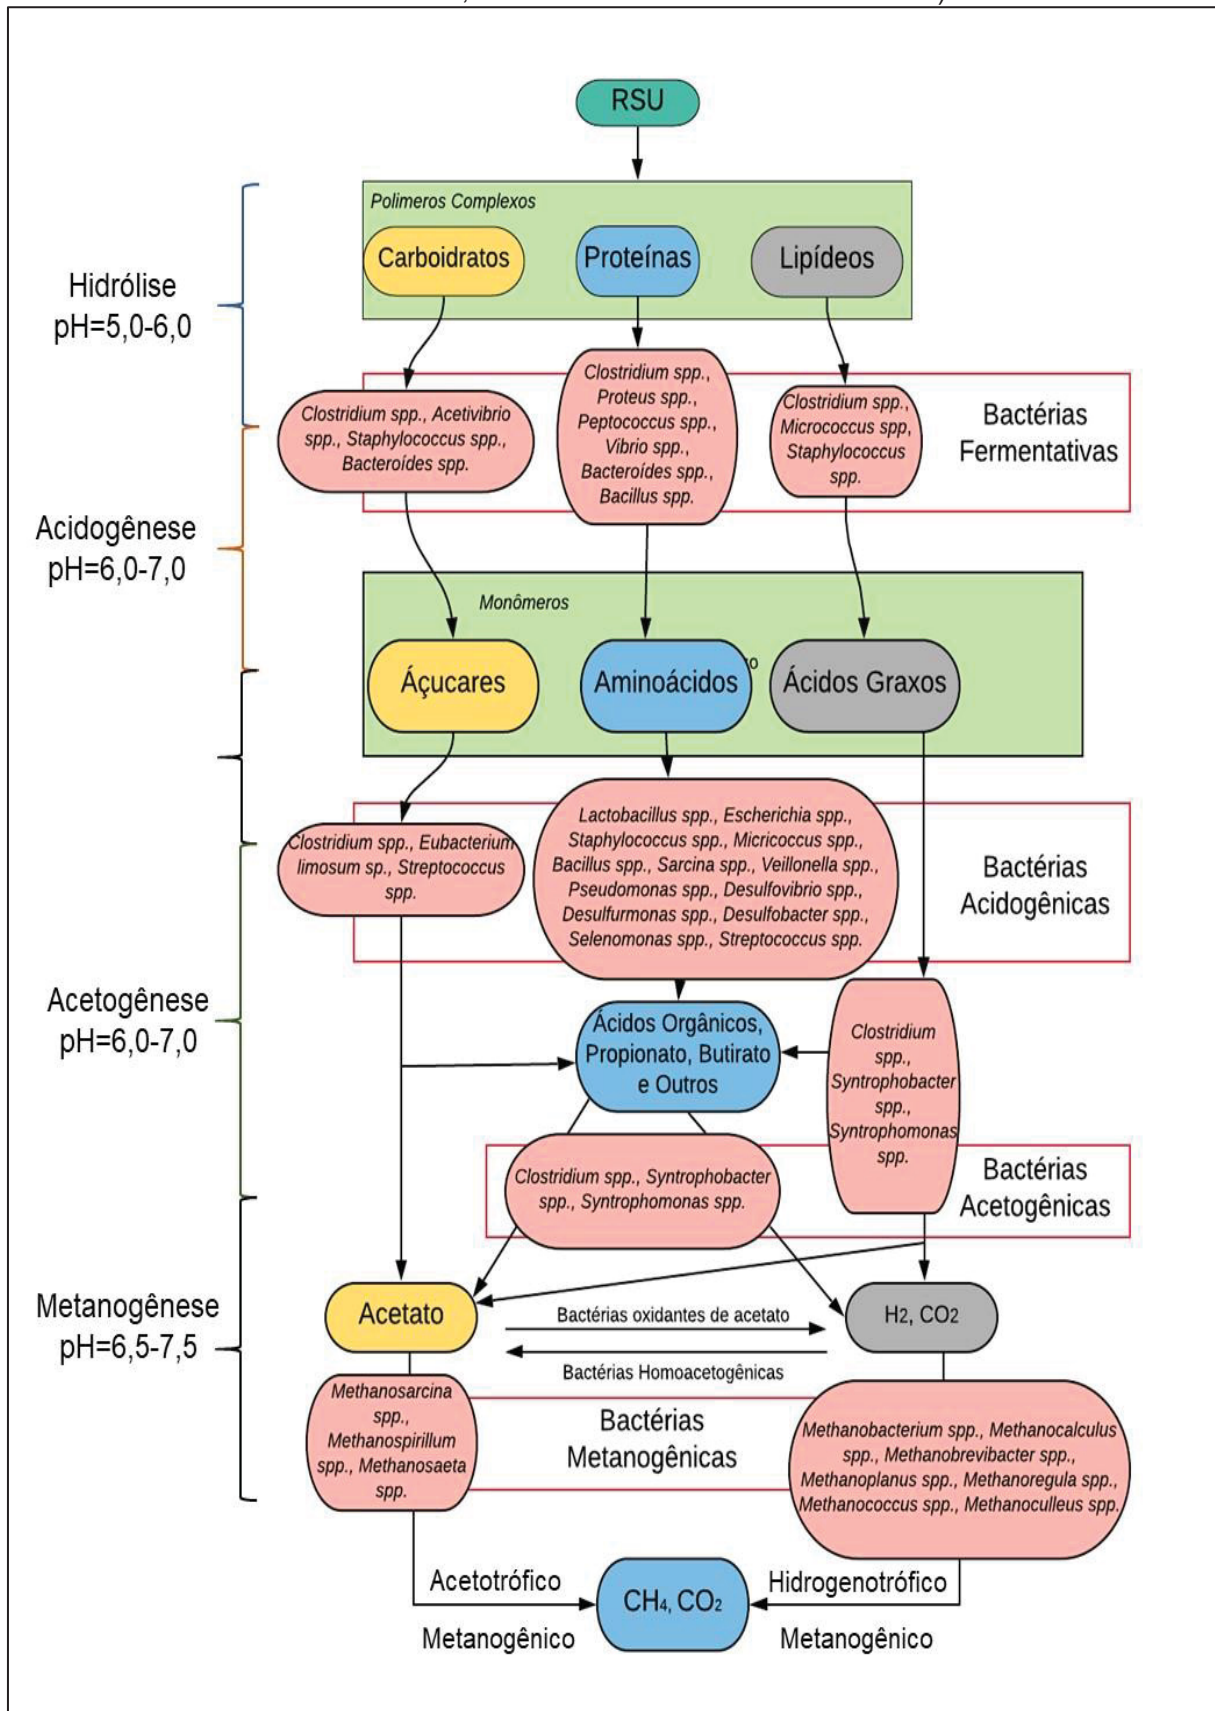 RSU
Polimeros Complexos
Carboidratos
Proteínas
Lipídeos
Hidrólise
pH=5,0-6,0
Clostridium spp., Acetivibrio
spp., Staphylococcus spp.,
Bacteroídes spp.
Clostridium spp.,
Proteus spp.,
Peptococcus spp.,
Vibrio spp.,
Bacteroídes spp.,
Bacillus spp.
Clostridium spp.,
Micrococcus spp,
Staphylococcus
spp.
Bactérias
Fermentativas
Acidogênese
pH=6,0-7,0
Monômeros
Áçucares
Aminoácidos
Ácidos Graxos
Clostridium spp., Eubacterium
limosum sp., Streptococcus
spp.
Lactobacillus spp., Escherichia spp.,
Staphylococcus spp., Micricoccus spp.,
Bacillus spp., Sarcina spp., Veillonella spp.,
Pseudomonas spp., Desulfovibrio spp.,
Desulfurmonas spp., Desulfobacter spp.,
Selenomonas spp., Streptococcus spp.
Bactérias
Acidogênicas
Acetogênese
pH=6,0-7,0
Ácidos Orgânicos,
Propionato, Butirato
e Outros
Clostridium
spp.,
Syntrophobacter
spp.,
Syntrophomonas
spp.
Clostridium spp., Syntrophobacter
spp., Syntrophomonas spp.
Bactérias
Acetogênicas
Metanogênese
pH=6,5-7,5
Acetato
Bactérias oxidantes de acetato
Bactérias Homoacetogênicas
H2, CO2
Methanosarcina
spp.,
Methanospirillum
spp., Methanosaeta
spp.
Bactérias
Metanogênicas
Methanobacterium spp., Methanocalculus
spp., Methanobrevibacter spp.,
Methanoplanus spp., Methanoregula spp.,
Methanococcus spp., Methanoculleus spp.
Acetotrófico
Metanogênico
CH4, CO2
Hidrogenotrófico
Metanogênico